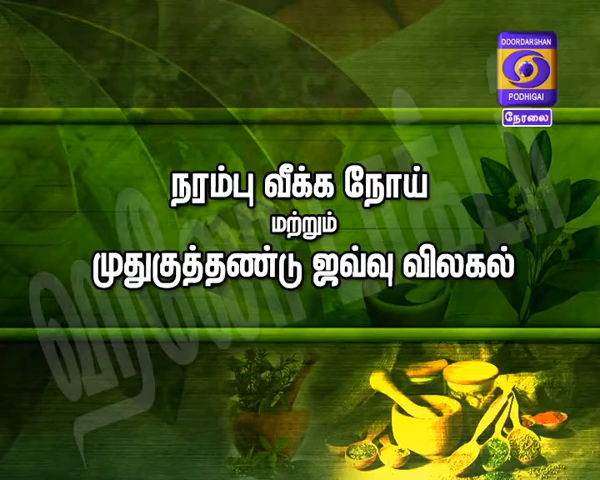 DOORDARSHAN
PODHIGAI
நேரலை
நரம்பு வீக்க நோய்
மற்றும்
முதுகுத்தண்டு ஜவ்வு விலகல்